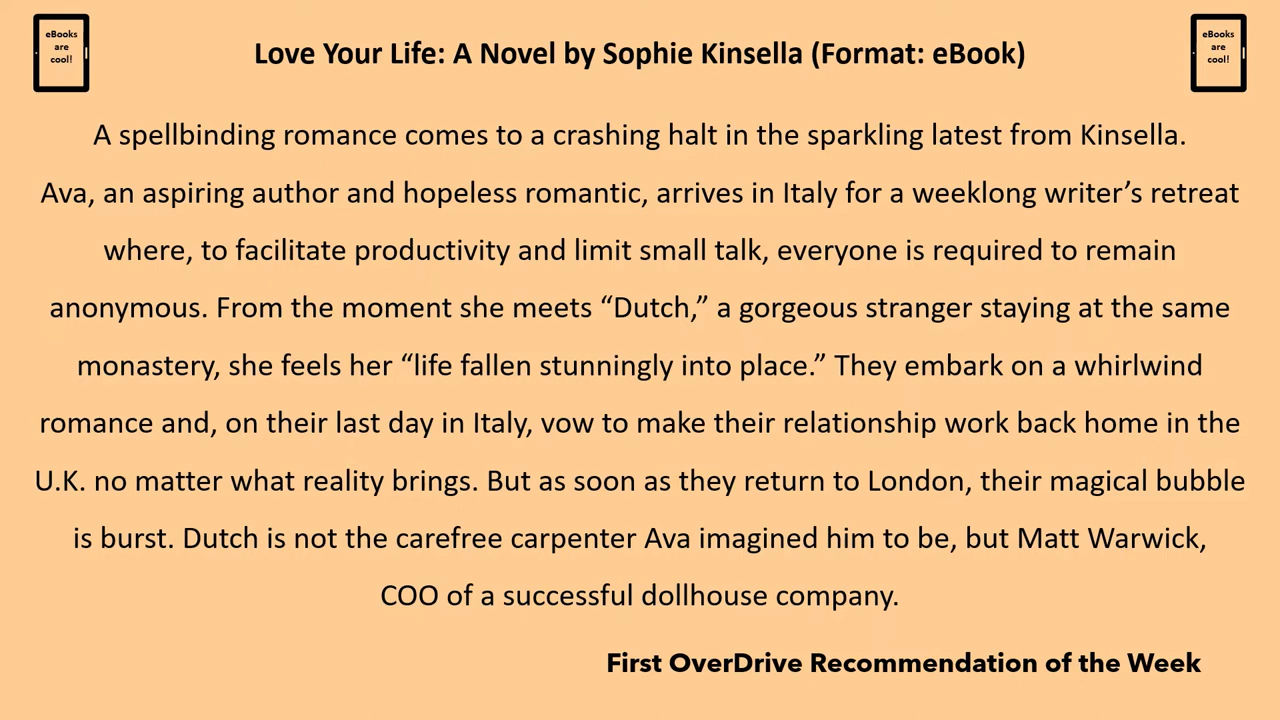 eBooks
are
cool!
Love Your Life: A Novel by Sophie Kinsella (Format: eBook)
eBooks
are
cool!
A spellbinding romance comes to a crashing halt in the sparkling latest from Kinsella.
Ava, an aspiring author and hopeless romantic, arrives in Italy for a weeklong writer’s retreat
where, to facilitate productivity and limit small talk, everyone is required to remain
anonymous. From the moment she meets “Dutch,” a gorgeous stranger staying at the same
monastery, she feels her “life fallen stunningly into place.” They embark on a whirlwind
romance and, on their last day in Italy, vow to make their relationship work back home in the
U.K. no matter what reality brings. But as soon as they return to London, their magical bubble
is burst. Dutch is not the carefree carpenter Ava imagined him to be, but Matt Warwick,
COO of a successful dollhouse company.
First OverDrive Recommendation of the Week